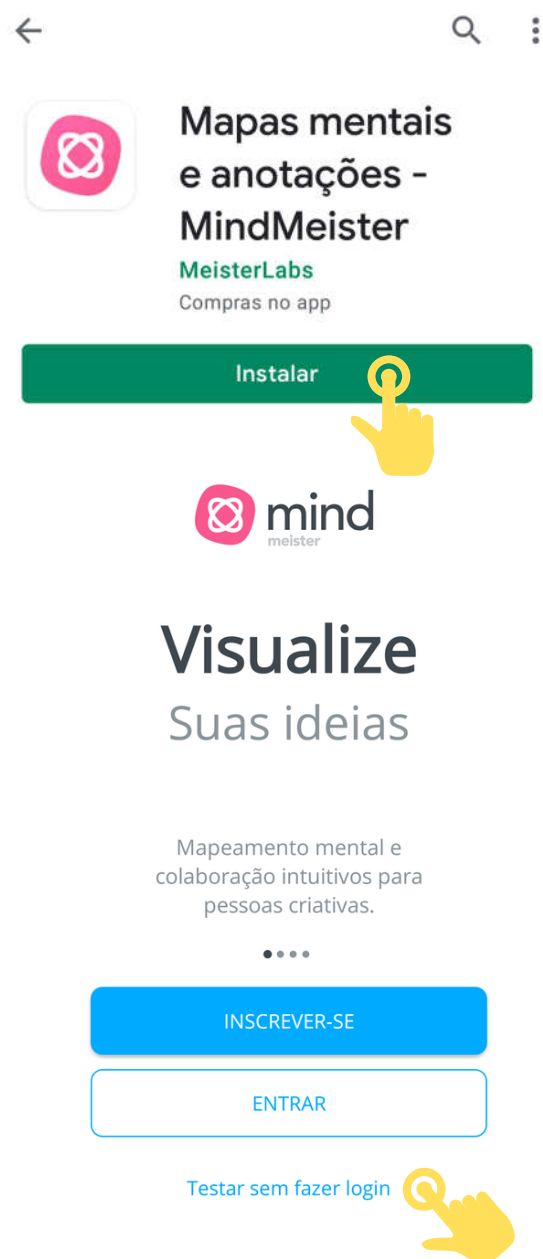 Mapas mentais
e anotações -
MindMeister
MeisterLabs
Compras no app
Instalar
mind
meister
Visualize
Suas ideias
Mapeamento mental e
colaboração intuitivos para
pessoas criativas.
INSCREVER-SE
ENTRAR
Testar sem fazer login